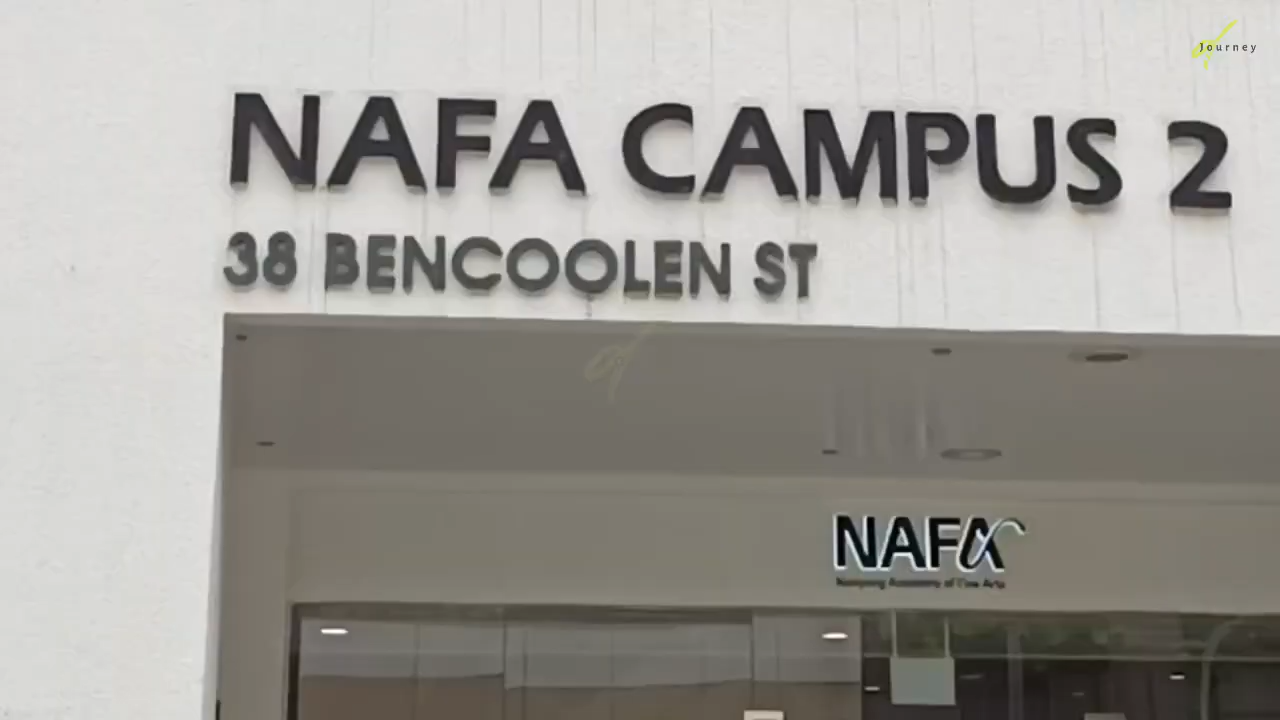 Journey
NAFA CAMPUS 2
38 BENCOOLEN ST
NAFA
Nanyang Academy of Fine Arts